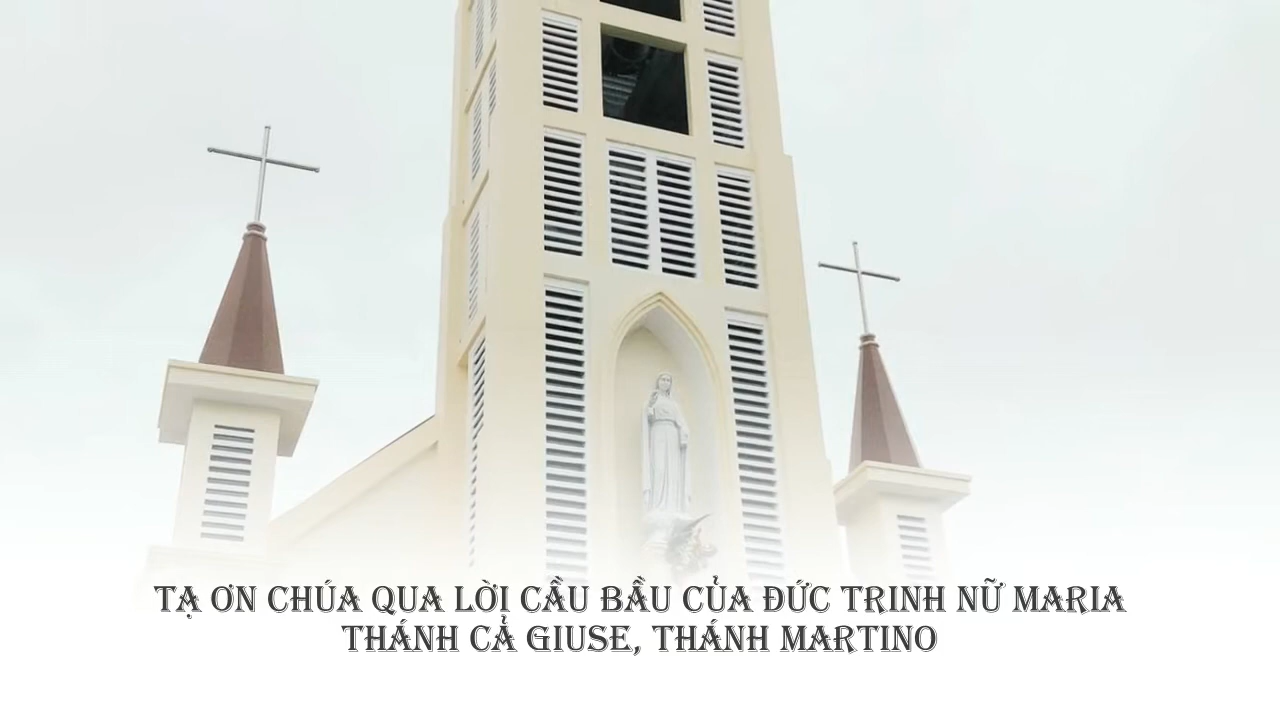 TẠ ƠN CHÚA QUA LỜI CẦU BẦU CỦA ĐỨC TRINH NỮ MARIA
THÁNH CẢ GIUSE, THÁNH MARTINO